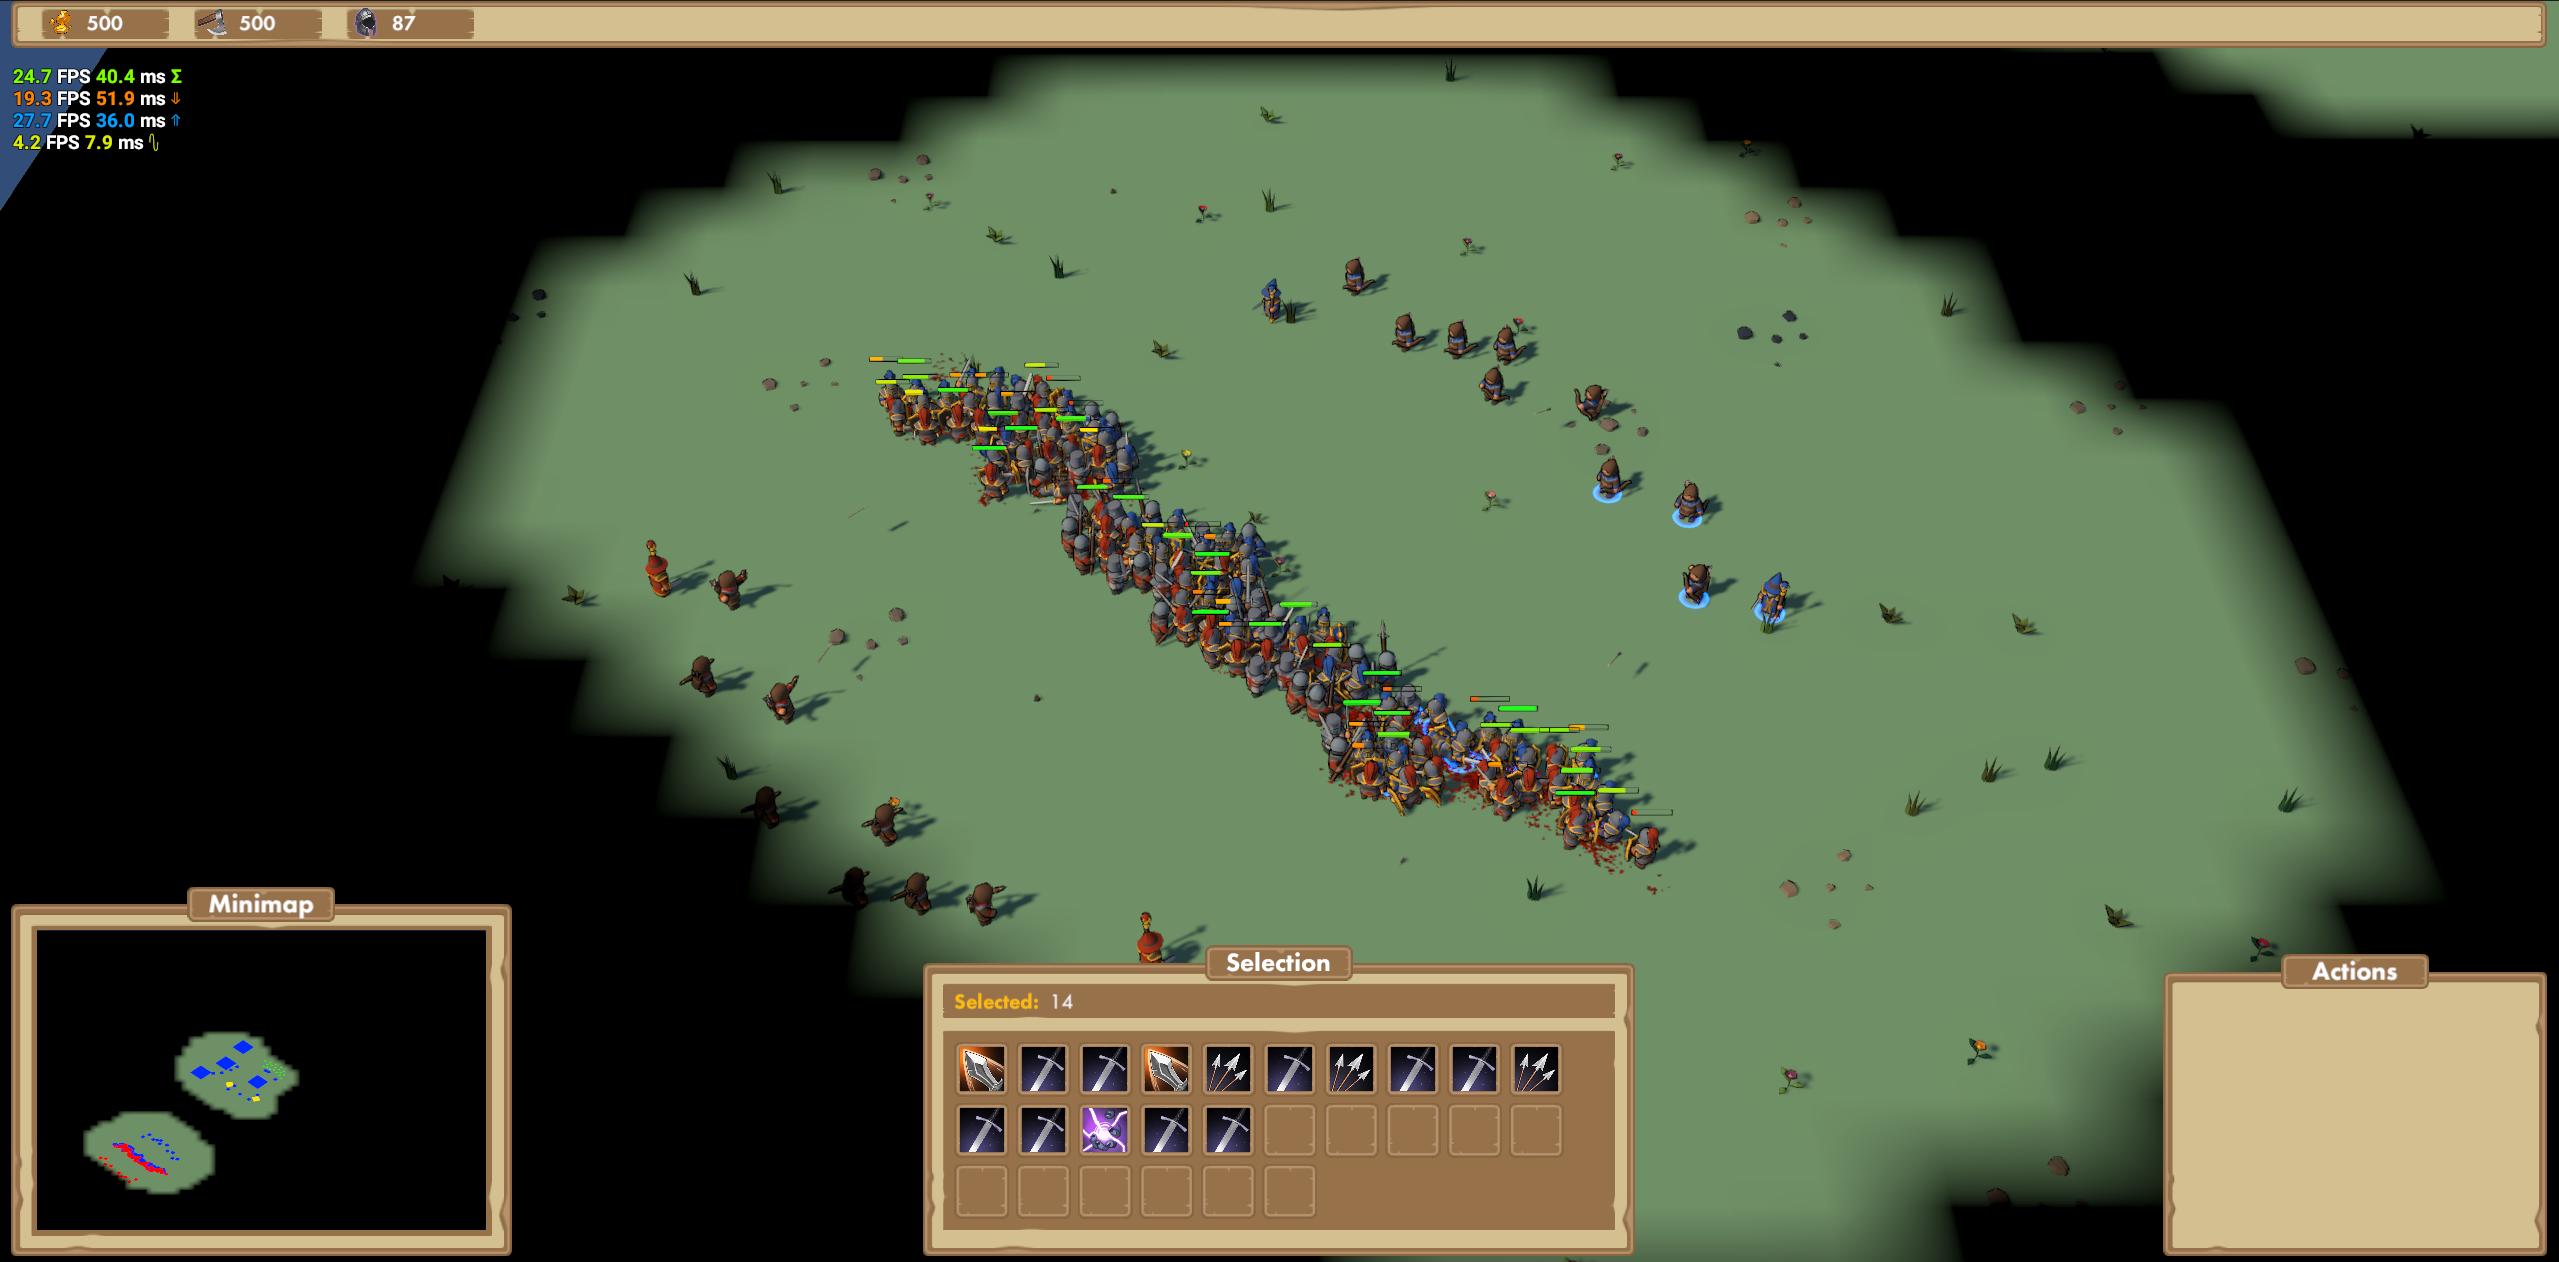 500 500 87
24.7 FPS 40.4 ms Σ
19.3 FPS 51.9 ms ⇓
27.7 FPS 36.0 ms ⇑
4.2 FPS 7.9 ms
Minimap
Selection
Selected: 14
Actions